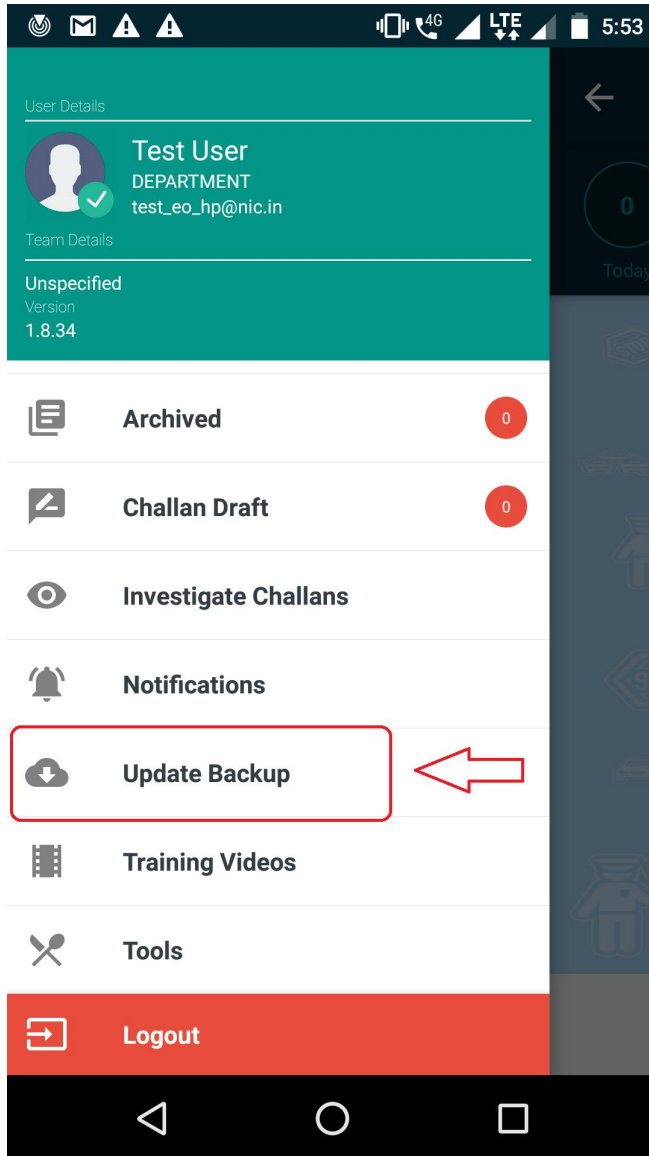 4G LTE 5:53
User Details
Test User
DEPARTMENT
test_eo_hp@nic.in
Team Details
Unspecified
Version
1.8.34
0
Today
Archived 0
Challan Draft 0
Investigate Challans
Notifications
Update Backup
Training Videos
Tools
Logout